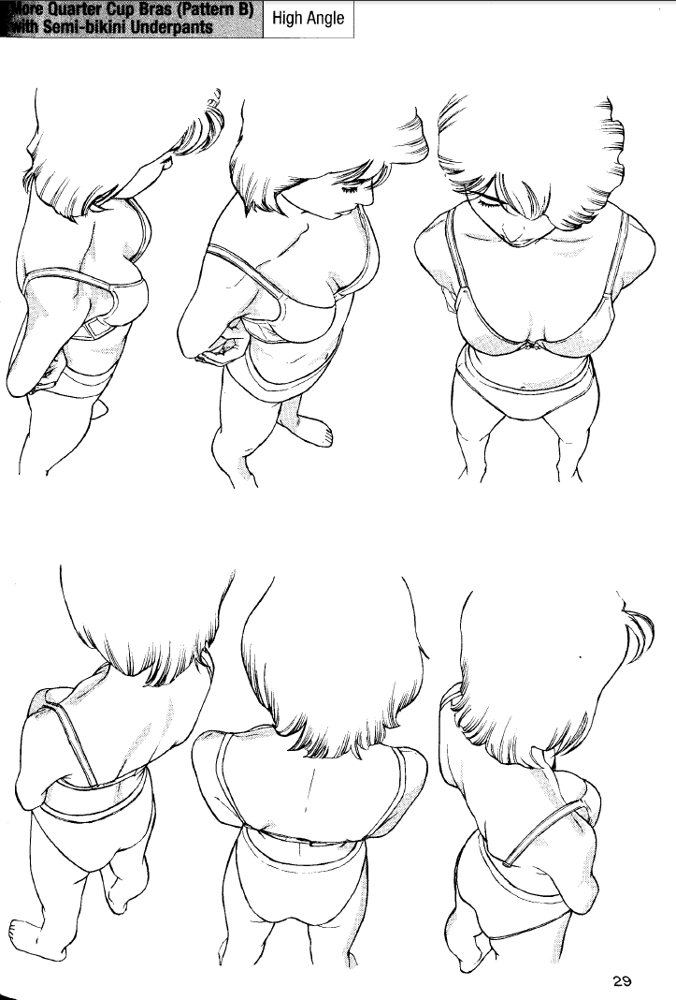 More Quarter Cup Bras (Pattern B)
with Semi-bikini Underpants
High Angle
29